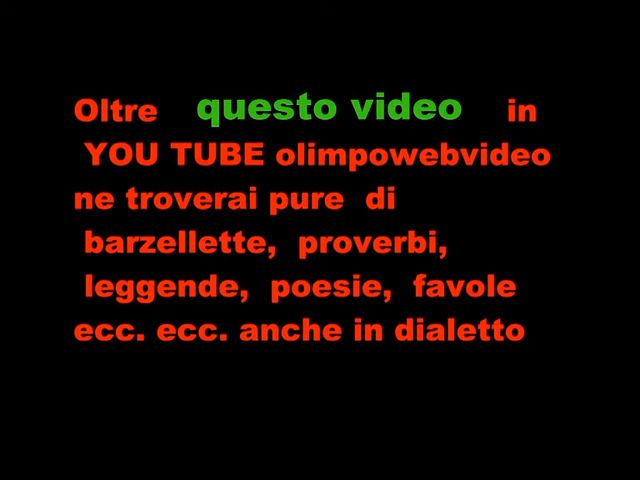 Oltre questo video in
YOU TUBE olimpowebvideo
ne troverai pure di
barzellette, proverbi,
leggende, poesie, favole
ecc. ecc. anche in dialetto